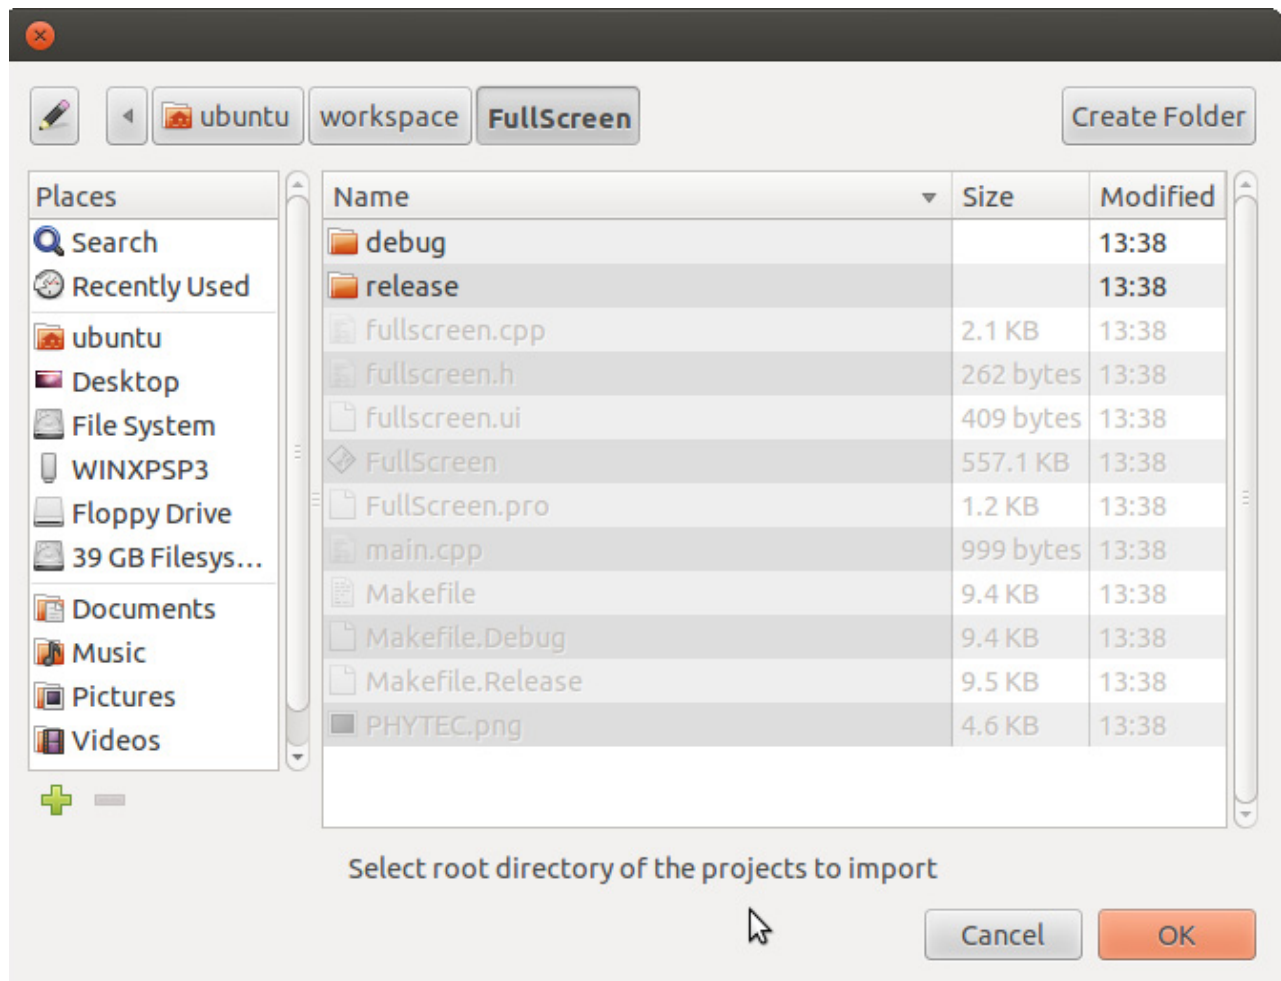 ubuntu workspace FullScreen Create Folder
Places
Search
Recently Used
ubuntu
Desktop
File System
WINXPSP3
Floppy Drive
39 GB Filesys...
Documents
Music
Pictures
Videos
Name Size Modified
debug 13:38
release 13:38
fullscreen.cpp 2.1 KB 13:38
fullscreen.h 262 bytes 13:38
fullscreen.ui 409 bytes 13:38
FullScreen 557.1 KB 13:38
FullScreen.pro 1.2 KB 13:38
main.cpp 999 bytes 13:38
Makefile 9.4 KB 13:38
Makefile.Debug 9.4 KB 13:38
Makefile.Release 9.5 KB 13:38
PHYTEC.png 4.6 KB 13:38
Select root directory of the projects to import
Cancel OK